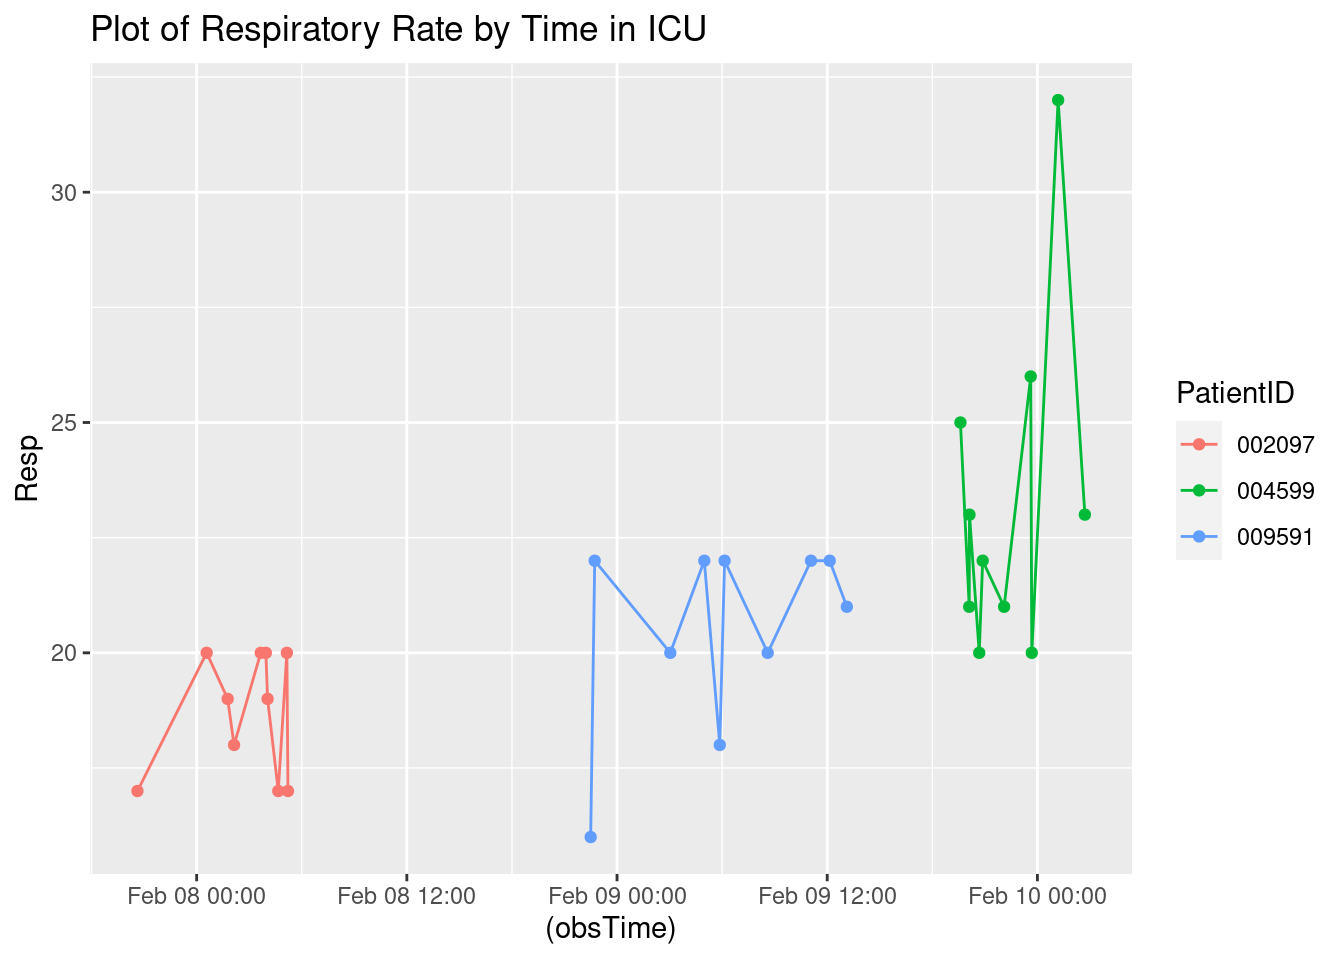 Plot of Respiratory Rate by Time in ICU
30
25
20
Resp
Feb 08 00:00
Feb 08 12:00
Feb 09 00:00
Feb 09 12:00
Feb 10 00:00
(obsTime)
PatientID
002097
004599
009591